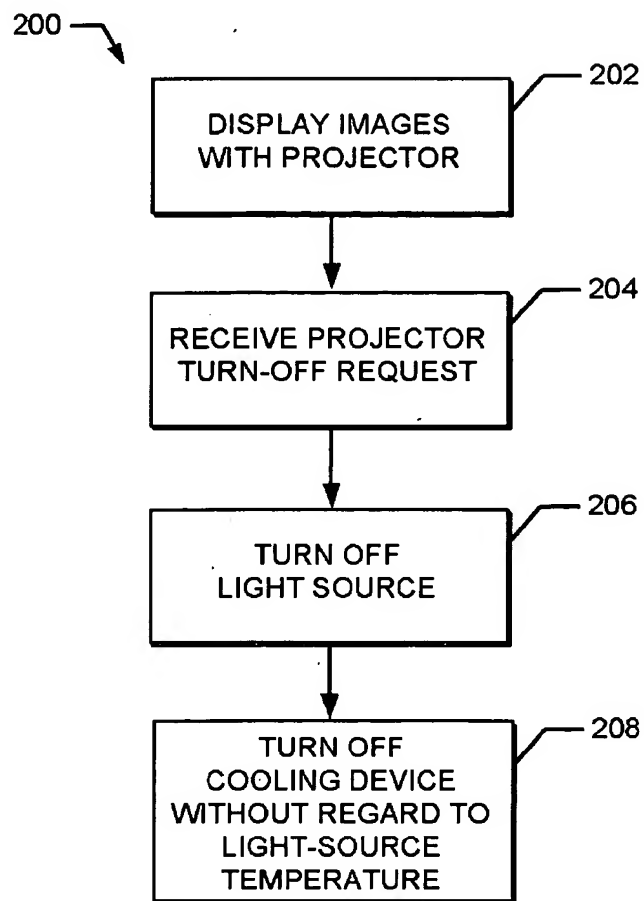 200
202
DISPLAY IMAGES
WITH PROJECTOR
204
RECEIVE PROJECTOR
TURN-OFF REQUEST
206
TURN OFF
LIGHT SOURCE
208
TURN OFF
COOLING DEVICE
WITHOUT REGARD TO
LIGHT-SOURCE
TEMPERATURE